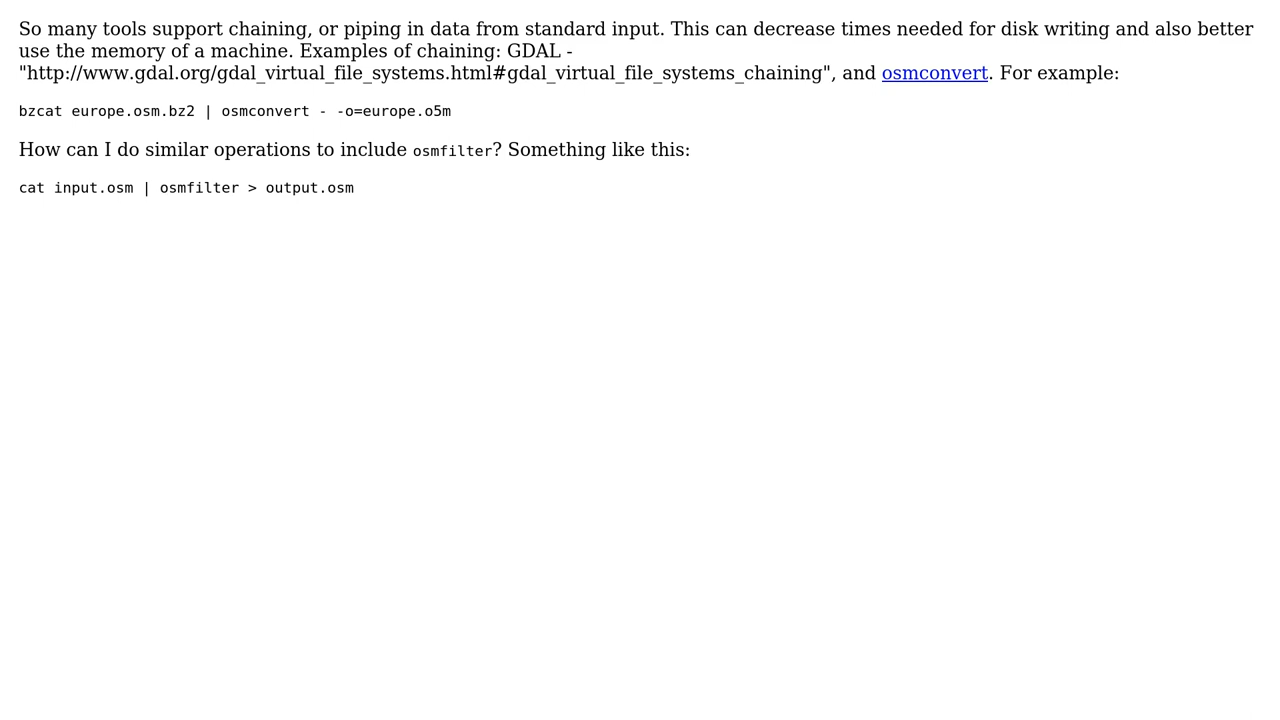 So many tools support chaining, or piping in data from standard input. This can decrease times needed for disk writing and also better
use the memory of a machine. Examples of chaining: GDAL -
"http://www.gdal.org/gdal_virtual_file_systems.html#gdal_virtual_file_systems_chaining", and osmconvert. For example:
bzcat europe.osm.bz2 | osmconvert - -o=europe.o5m
How can I do similar operations to include osmfilter? Something like this:
cat input.osm | osmfilter > output.osm